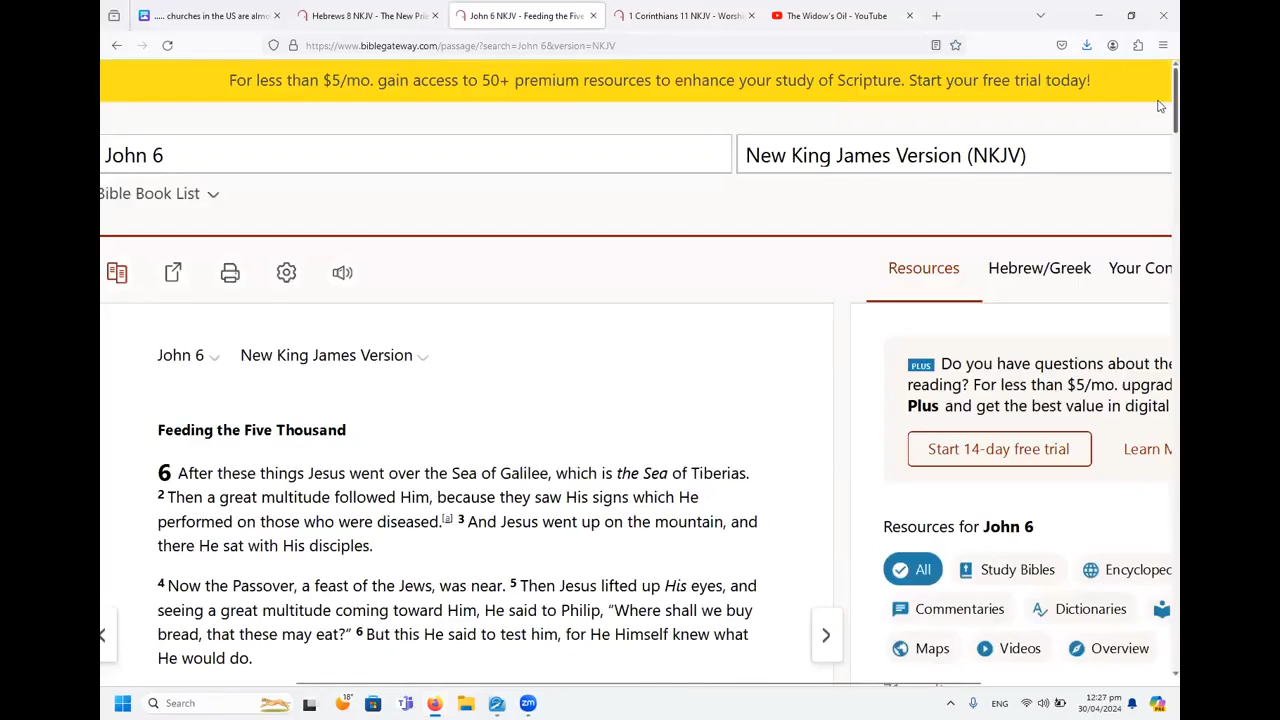 ..... churches in the US are alm
Hebrews 8 NKJV - The New Pri
John 6 NKJV - Feeding the Five
1 Corinthians 11 NKJV - Worsh
The Widow's Oil - YouTube
https://www.biblegateway.com/passage/?search=John 6&version=NKJV
For less than $5/mo. gain access to 50+ premium resources to enhance your study of Scripture. Start your free trial today!
John 6
New King James Version (NKJV)
Bible Book List
Resources
Hebrew/Greek
Your Con
John 6
New King James Version
PLUS Do you have questions about the
reading? For less than $5/mo. upgrad
Plus and get the best value in digital
Start 14-day free trial
Learn M
Feeding the Five Thousand
6 After these things Jesus went over the Sea of Galilee, which is the Sea of Tiberias.
2 Then a great multitude followed Him, because they saw His signs which He
performed on those who were diseased.[a] 3 And Jesus went up on the mountain, and
there He sat with His disciples.
4 Now the Passover, a feast of the Jews, was near. 5 Then Jesus lifted up His eyes, and
seeing a great multitude coming toward Him, He said to Philip, “Where shall we buy
bread, that these may eat?” 6 But this He said to test him, for He Himself knew what
He would do.
Resources for John 6
All
Study Bibles
Encycloped
Commentaries
Dictionaries
Maps
Videos
Overview
Search
18°
ENG
12:27 pm
30/04/2024